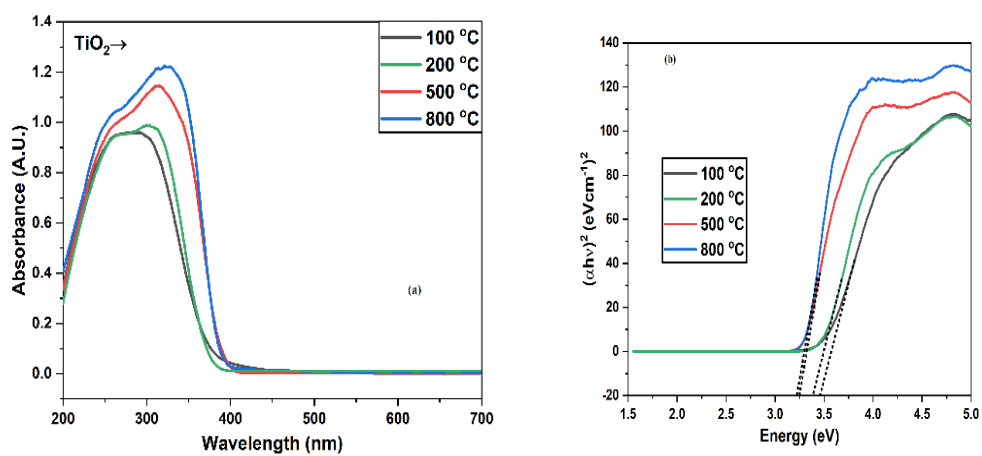 TiO₂→
100 °C
200 °C
500 °C
800 °C
(a)
1.4
1.2
1.0
0.8
0.6
0.4
0.2
0.0
200 300 400 500 600 700
Absorbance (A.U.)
Wavelength (nm)
(b)
100 °C
200 °C
500 °C
800 °C
140
120
100
80
60
40
20
0
-20
1.5 2.0 2.5 3.0 3.5 4.0 4.5 5.0
(αhν)² (eVcm⁻¹)²
Energy (eV)